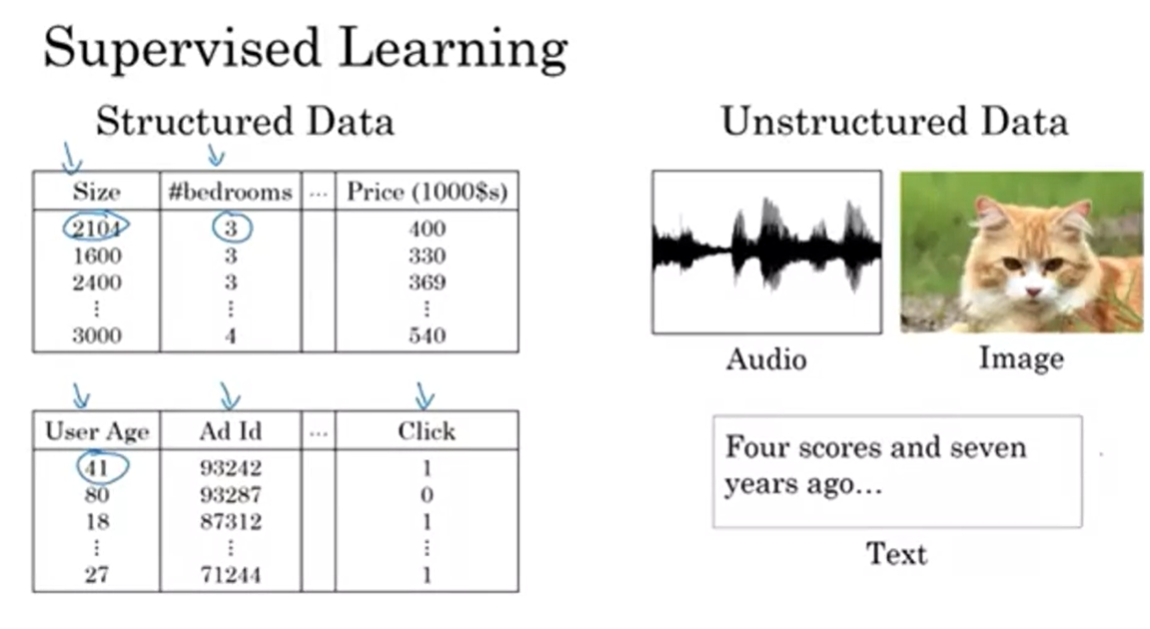 Supervised Learning
Structured Data
Size #bedrooms ... Price (1000$s)
2104 3 400
1600 3 330
2400 3 369
⋮ ⋮ ⋮
3000 4 540
User Age Ad Id ... Click
41 93242 1
80 93287 0
18 87312 1
⋮ ⋮ ⋮
27 71244 1
Unstructured Data
Audio
Image
Four scores and seven
years ago...
Text